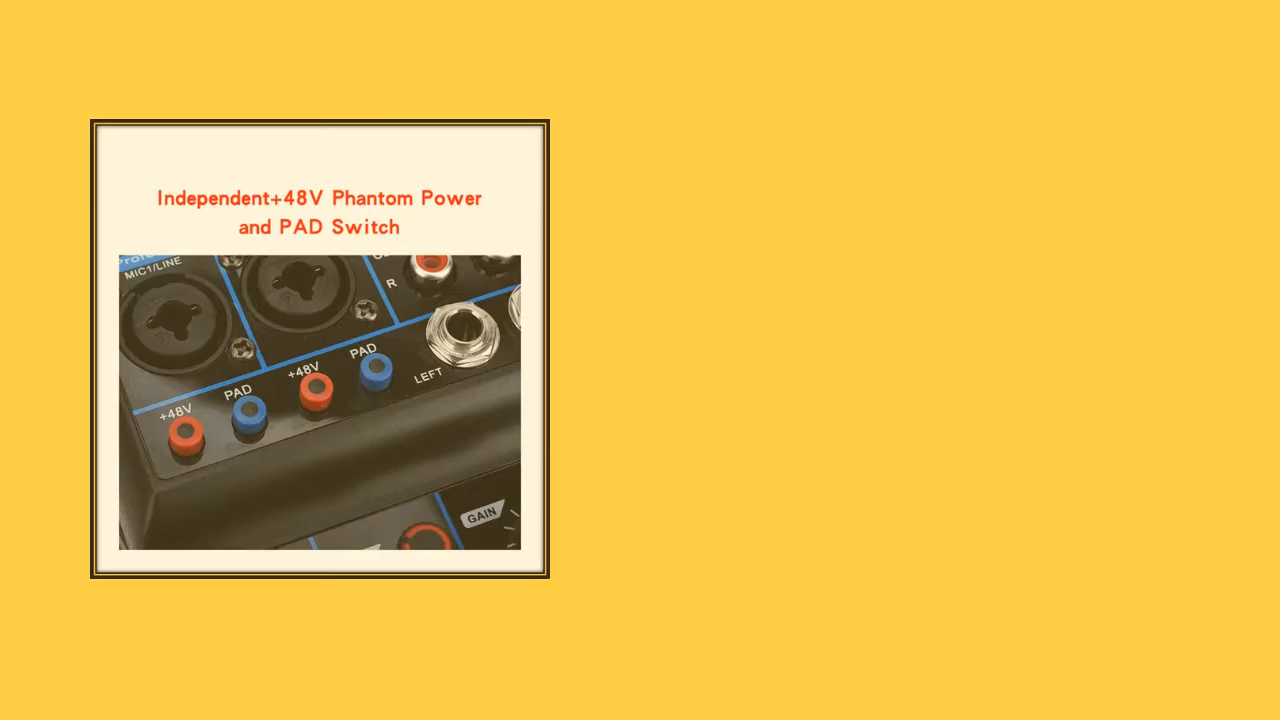 Independent+48V Phantom Power
and PAD Switch
MIC1/LINE
R
+48V
PAD
+48V
PAD
LEFT
GAIN